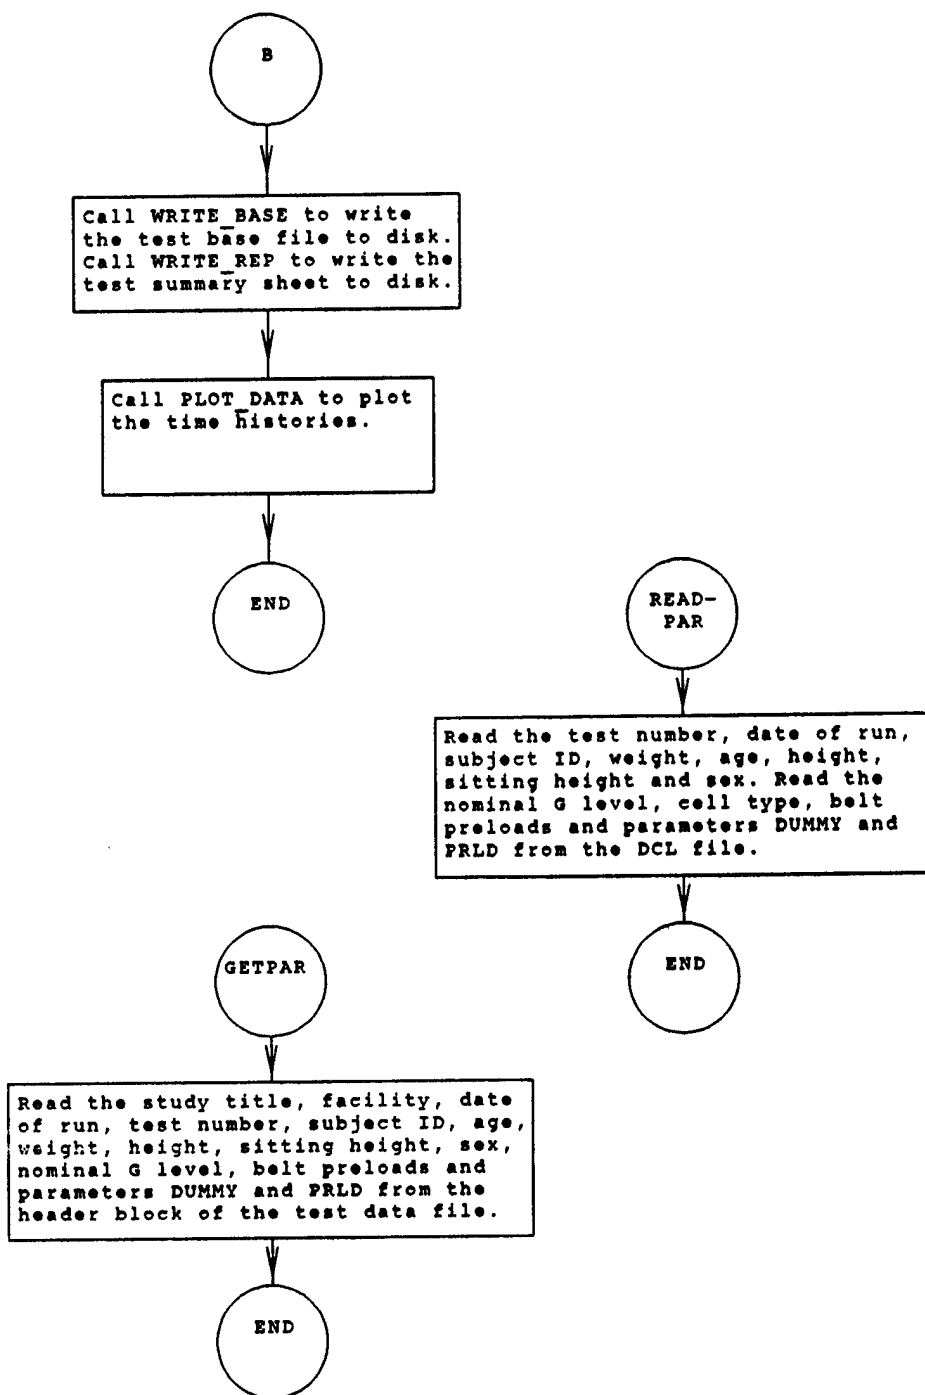 B
Call WRITE_BASE to write
the test base file to disk.
Call WRITE_REP to write the
test summary sheet to disk.
Call PLOT_DATA to plot
the time histories.
END
READ-
PAR
Read the test number, date of run,
subject ID, weight, age, height,
sitting height and sex. Read the
nominal G level, cell type, belt
preloads and parameters DUMMY and
PRLD from the DCL file.
END
GETPAR
Read the study title, facility, date
of run, test number, subject ID, age,
weight, height, sitting height, sex,
nominal G level, belt preloads and
parameters DUMMY and PRLD from the
header block of the test data file.
END